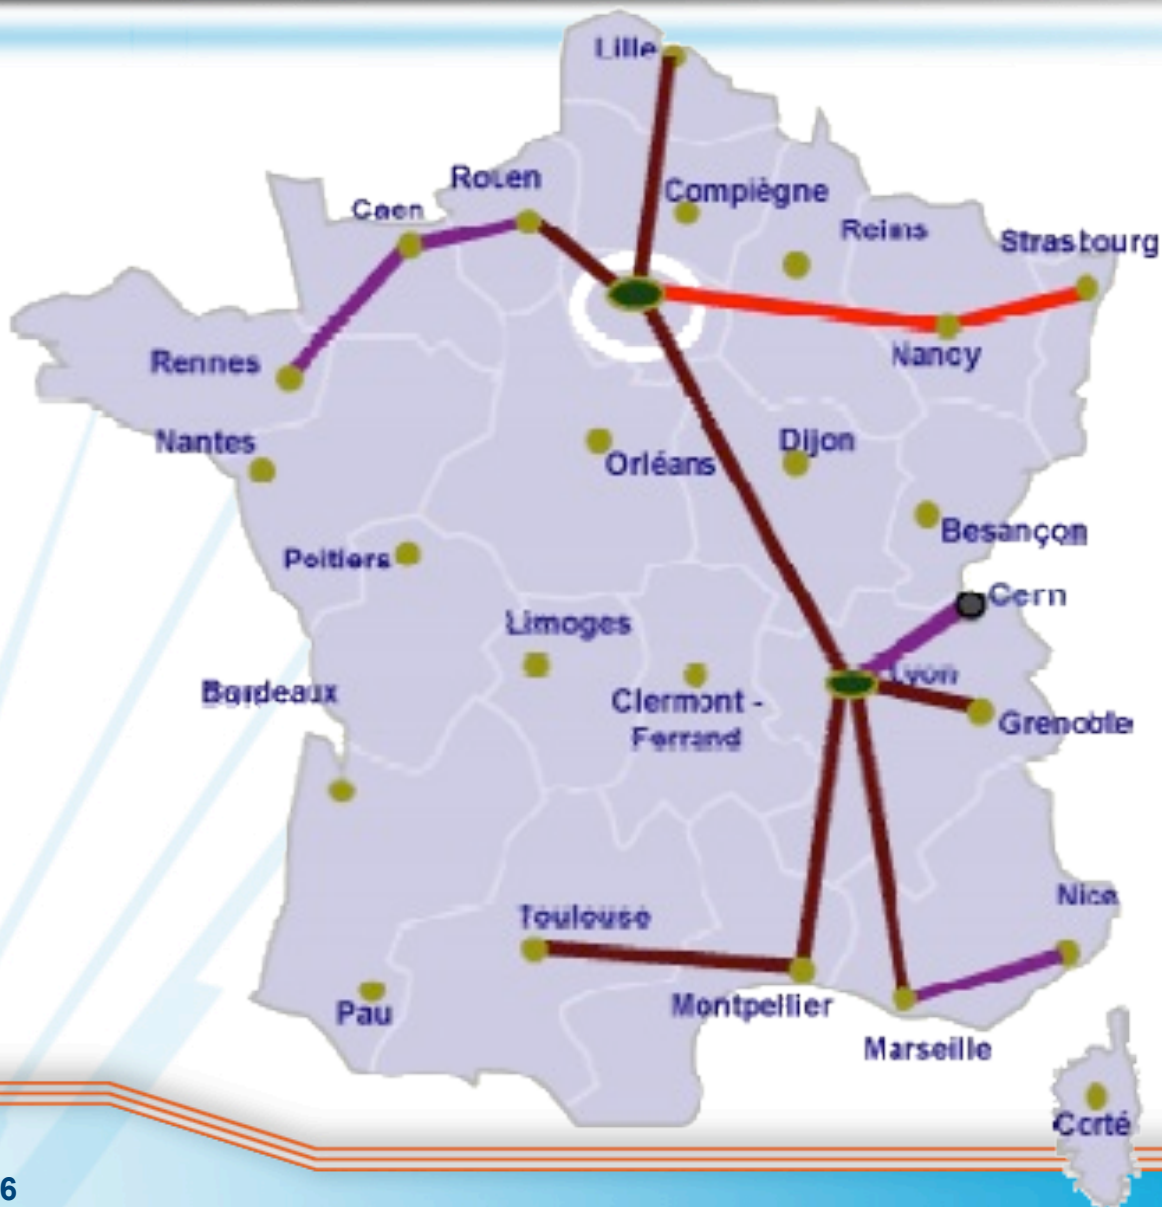 Lille
Rouen
Compiègne
Caen
Reims
Strasbourg
Rennes
Nancy
Nantes
Dijon
Orléans
Besançon
Poitiers
Cern
Limoges
Lyon
Bordeaux
Clermont -
Ferrand
Grenoble
Nice
Toulouse
Pau
Montpellier
Marseille
Corté
6